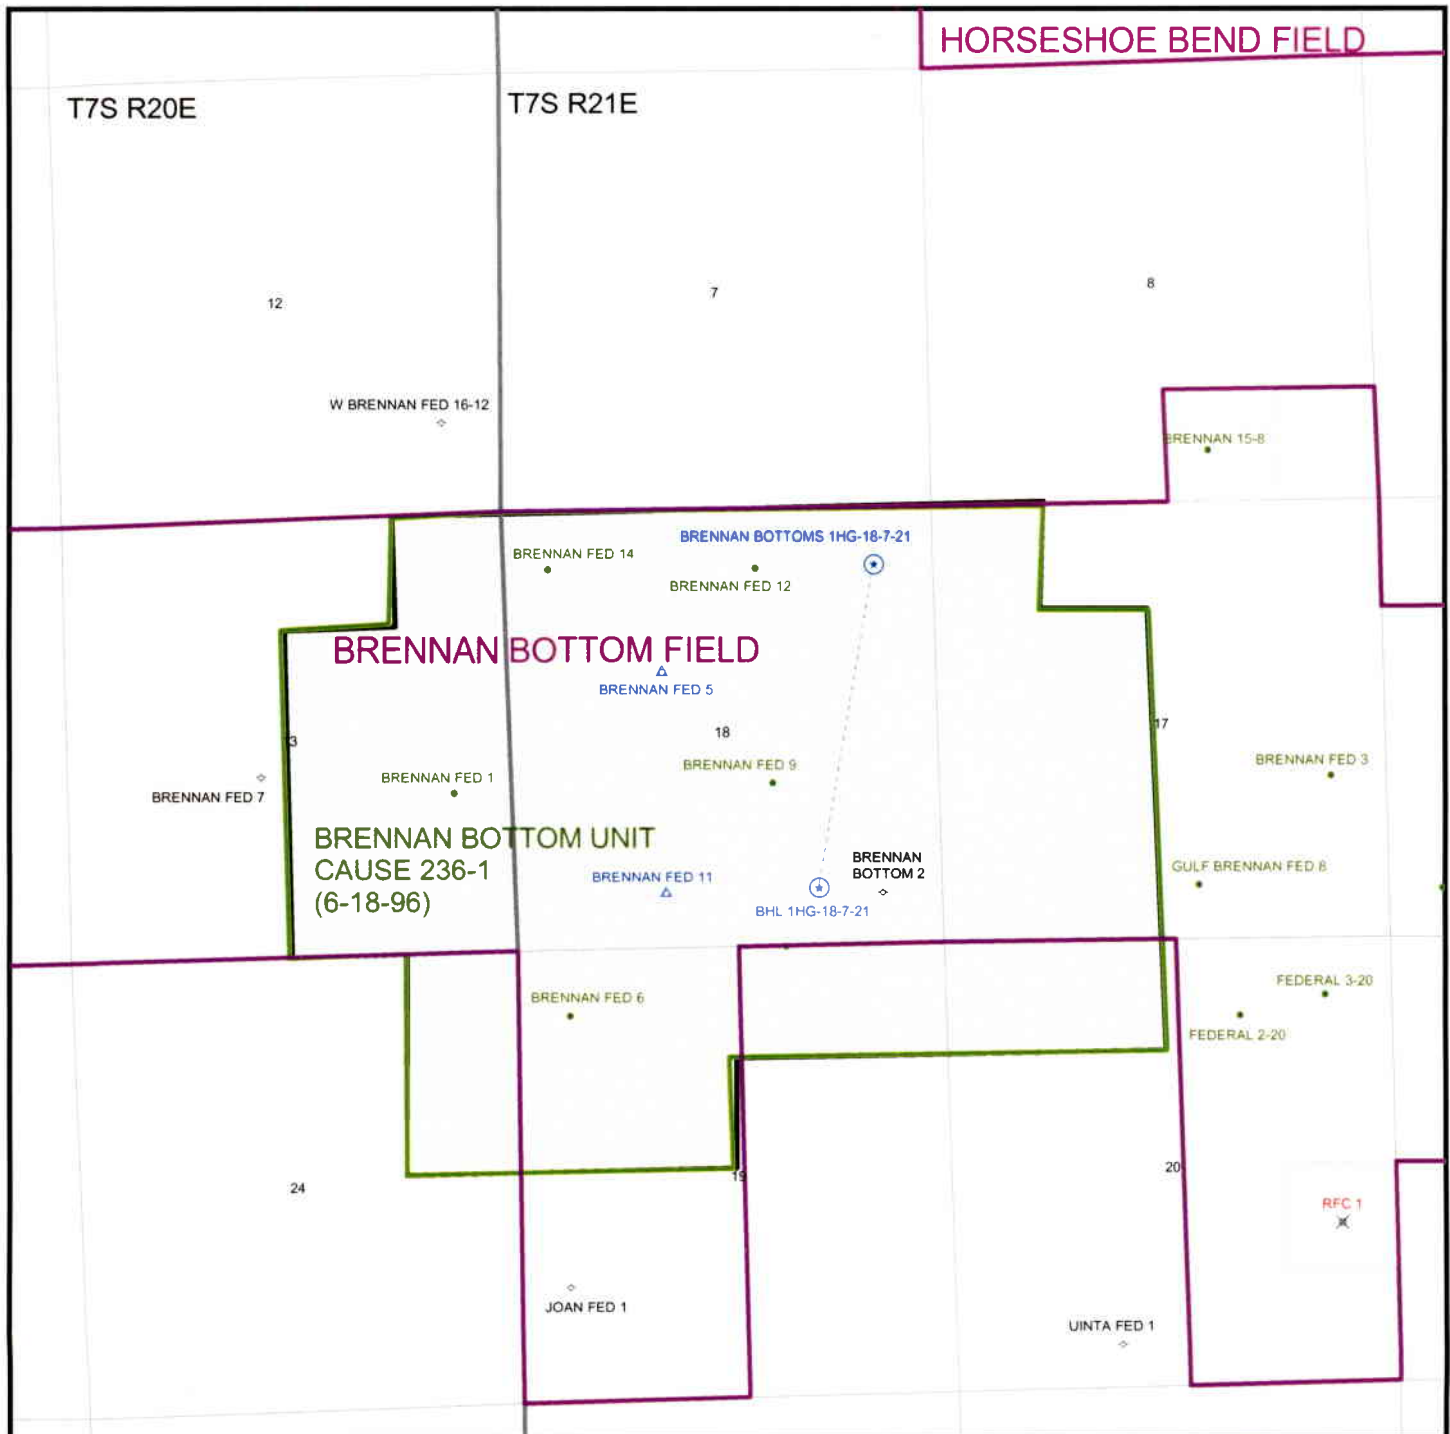 HORSESHOE BEND FIELD
T7S R20E
T7S R21E
12
7
8
W BRENNAN FED 16-12
BRENNAN 15-8
BRENNAN BOTTOMS 1HG-18-7-21
BRENNAN FED 14
BRENNAN FED 12
BRENNAN BOTTOM FIELD
BRENNAN FED 5
18
17
3
BRENNAN FED 9
BRENNAN FED 3
BRENNAN FED 1
BRENNAN FED 7
BRENNAN BOTTOM UNIT
CAUSE 236-1
(6-18-96)
BRENNAN
BOTTOM 2
GULF BRENNAN FED 8
BRENNAN FED 11
BHL 1HG-18-7-21
BRENNAN FED 6
FEDERAL 3-20
FEDERAL 2-20
24
19
20
RFC 1
JOAN FED 1
UINTA FED 1